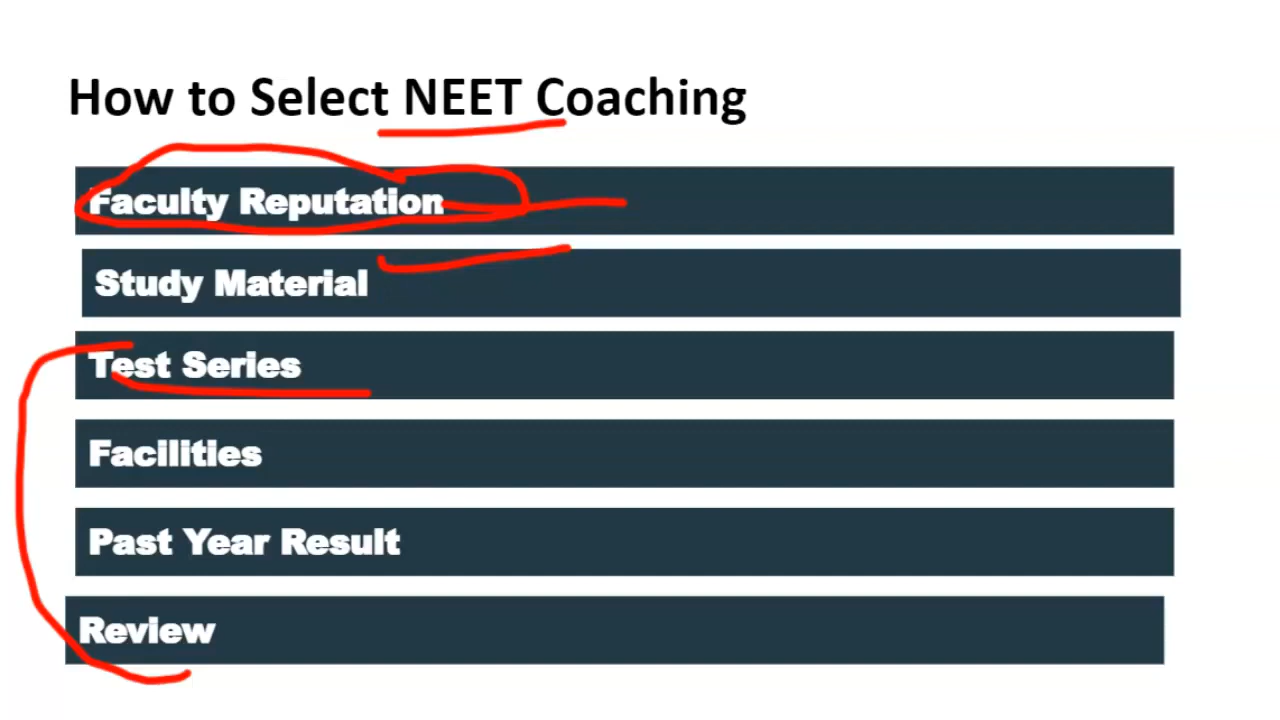 How to Select NEET Coaching
Faculty Reputation
Study Material
Test Series
Facilities
Past Year Result
Review